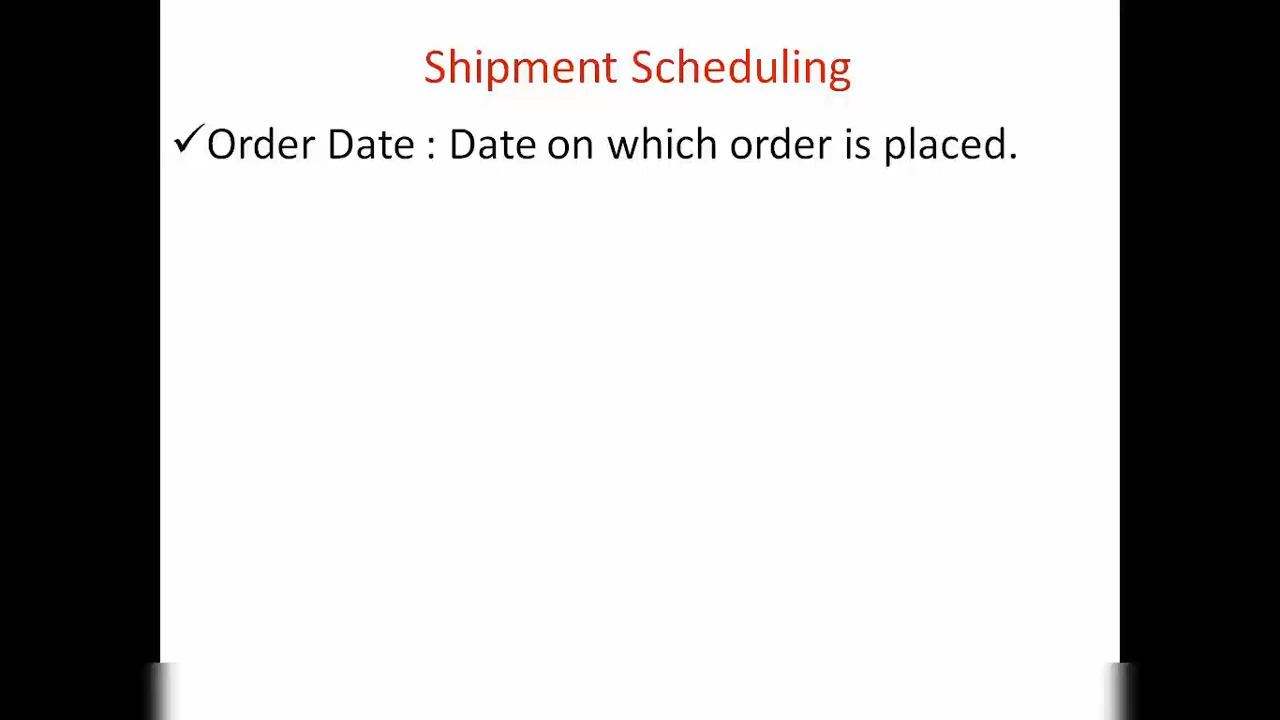 Shipment Scheduling
✓Order Date : Date on which order is placed.